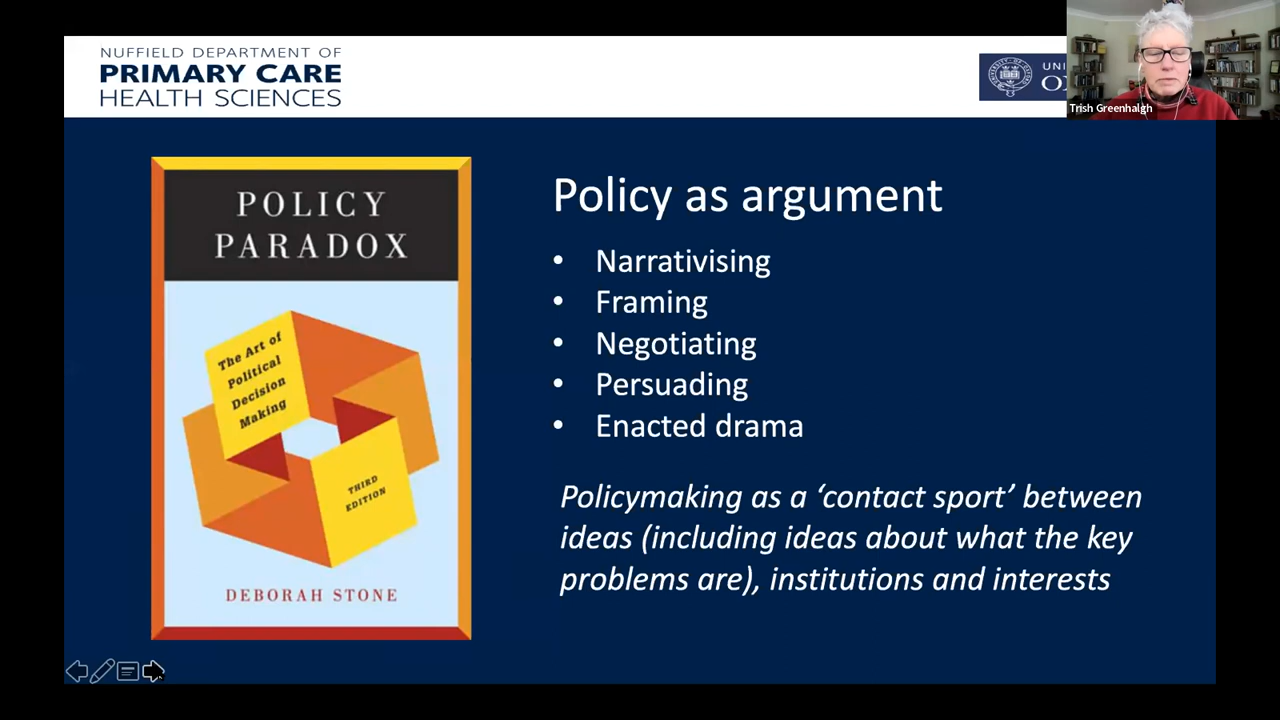 NUFFIELD DEPARTMENT OF
PRIMARY CARE
HEALTH SCIENCES
Trish Greenhalgh
POLICY
PARADOX
The Art of
Political
Decision
Making
THIRD
EDITION
DEBORAH STONE
Policy as argument
• Narrativising
• Framing
• Negotiating
• Persuading
• Enacted drama
Policymaking as a ‘contact sport’ between
ideas (including ideas about what the key
problems are), institutions and interests